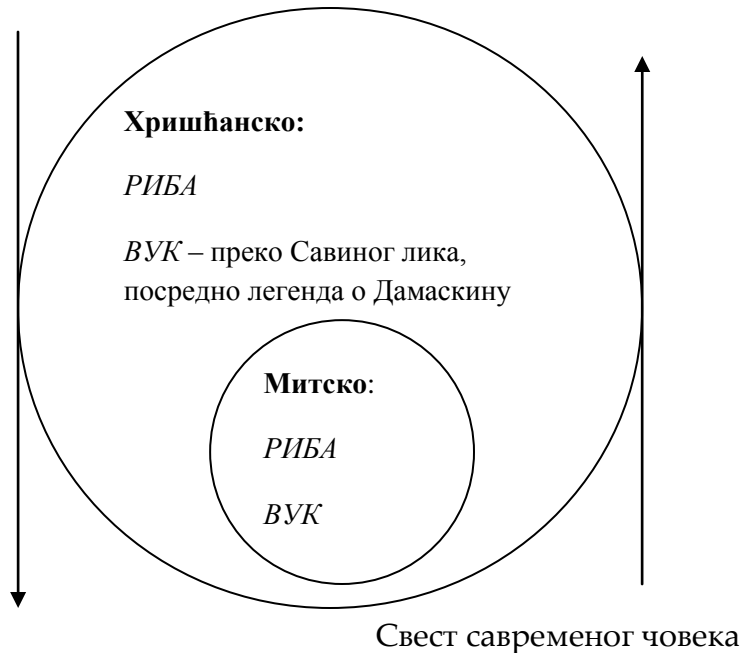 Хришћанско:
РИБА
ВУК – преко Савиног лика,
посредно легенда о Дамаскину
Митско:
РИБА
ВУК
Свест савременог човека